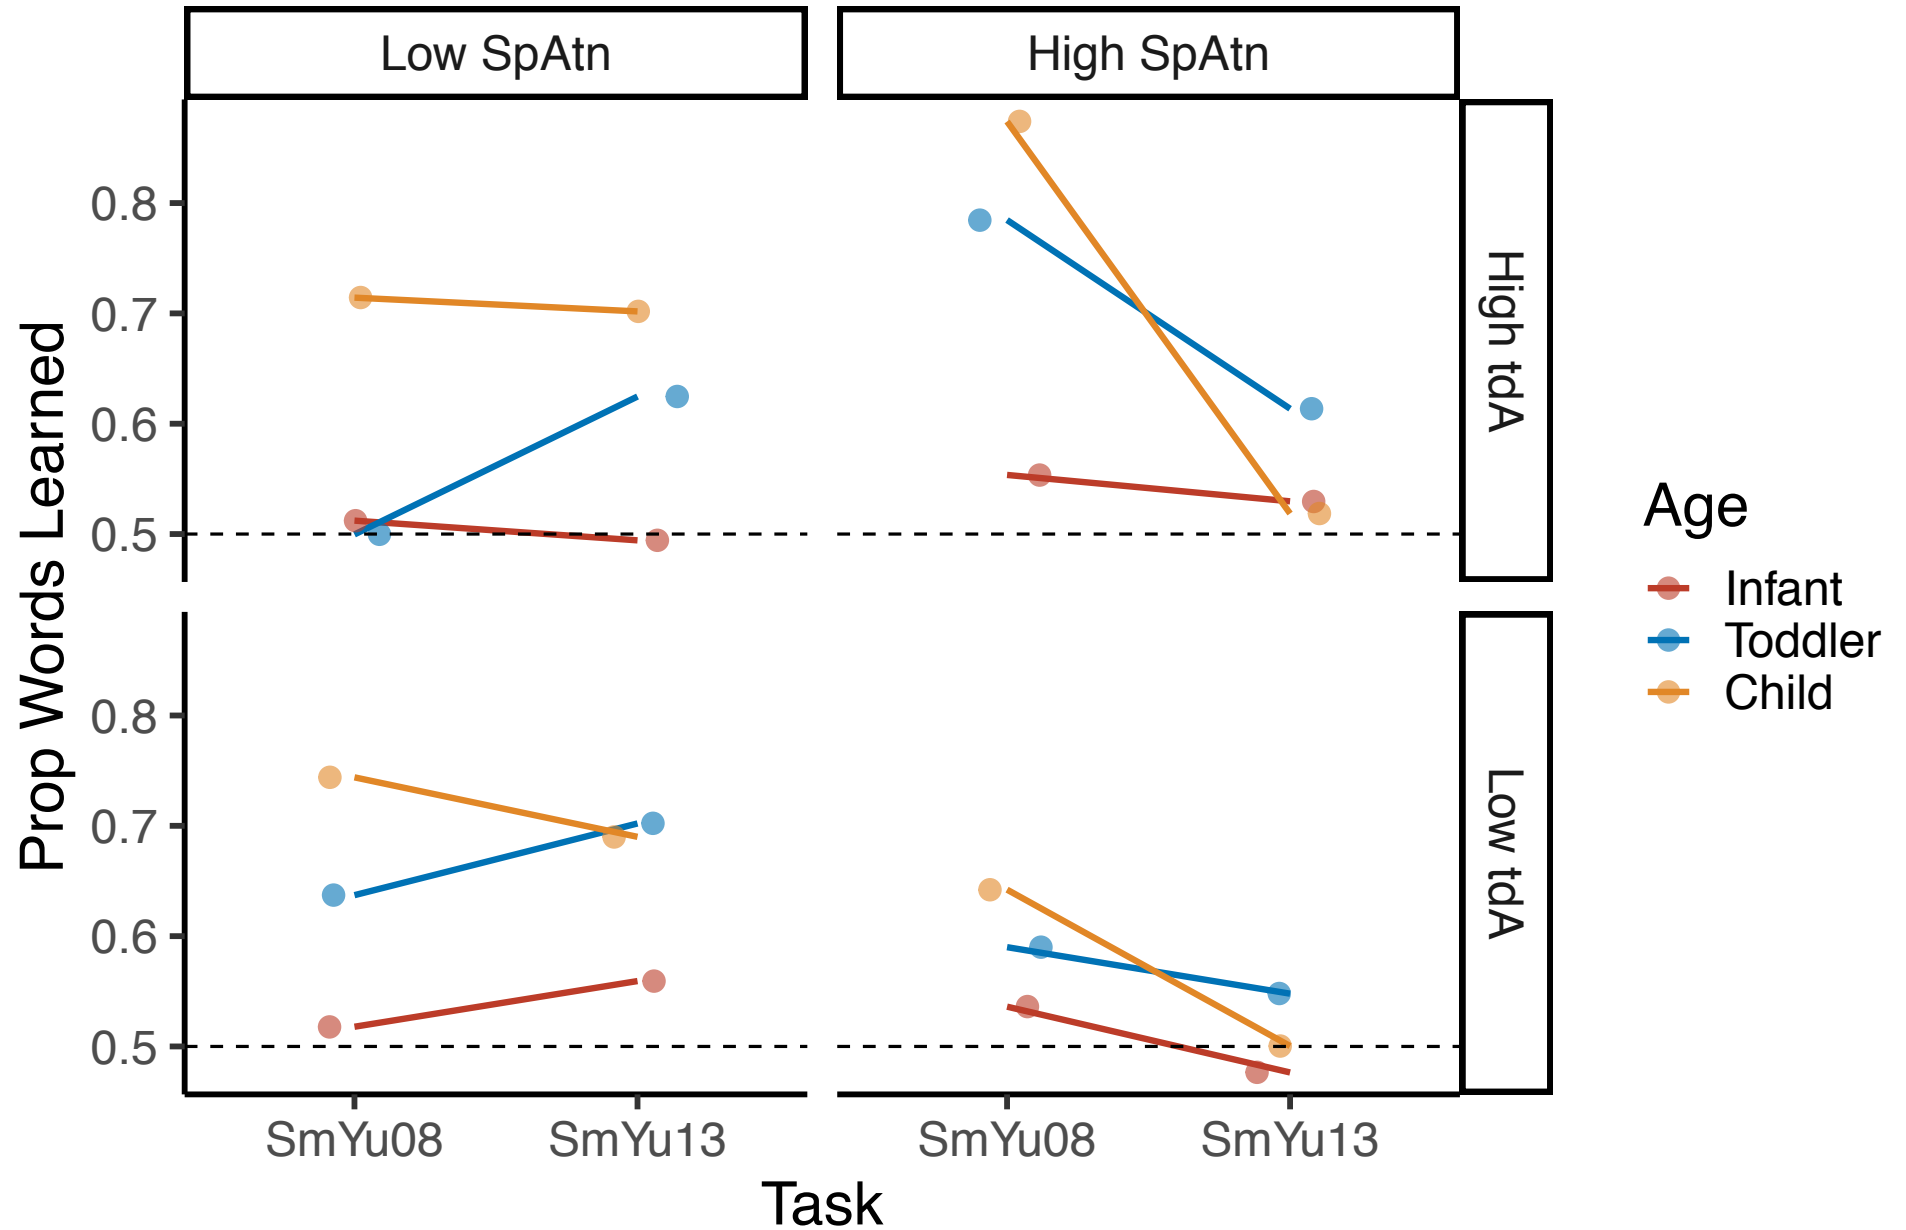 Low SpAtn
High SpAtn
Prop Words Learned
0.8
0.7
0.6
0.5
High tdA
0.8
0.7
0.6
0.5
Low tdA
SmYu08
SmYu13
SmYu08
SmYu13
Task
Age
Infant
Toddler
Child